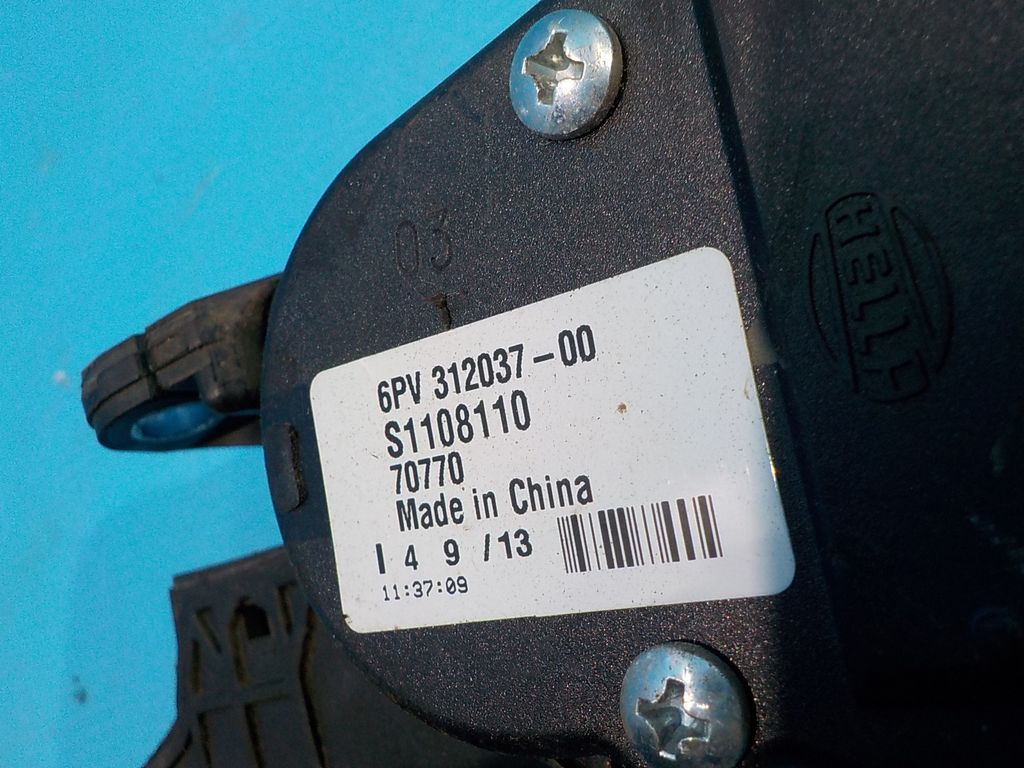 03
6PV 312037-00
S1108110
70770
Made in China
I 4 9 /13
11:37:09
HELLA